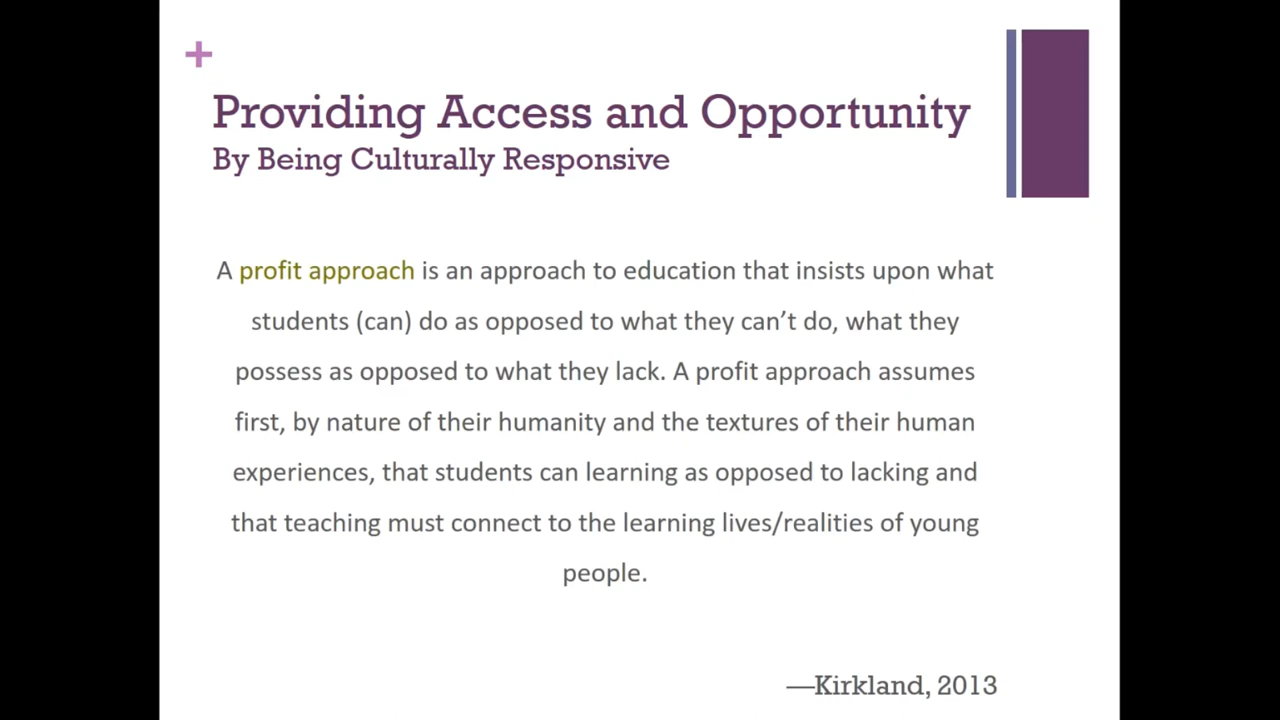 +
Providing Access and Opportunity
By Being Culturally Responsive
A profit approach is an approach to education that insists upon what
students (can) do as opposed to what they can’t do, what they
possess as opposed to what they lack. A profit approach assumes
first, by nature of their humanity and the textures of their human
experiences, that students can learning as opposed to lacking and
that teaching must connect to the learning lives/realities of young
people.
—Kirkland, 2013